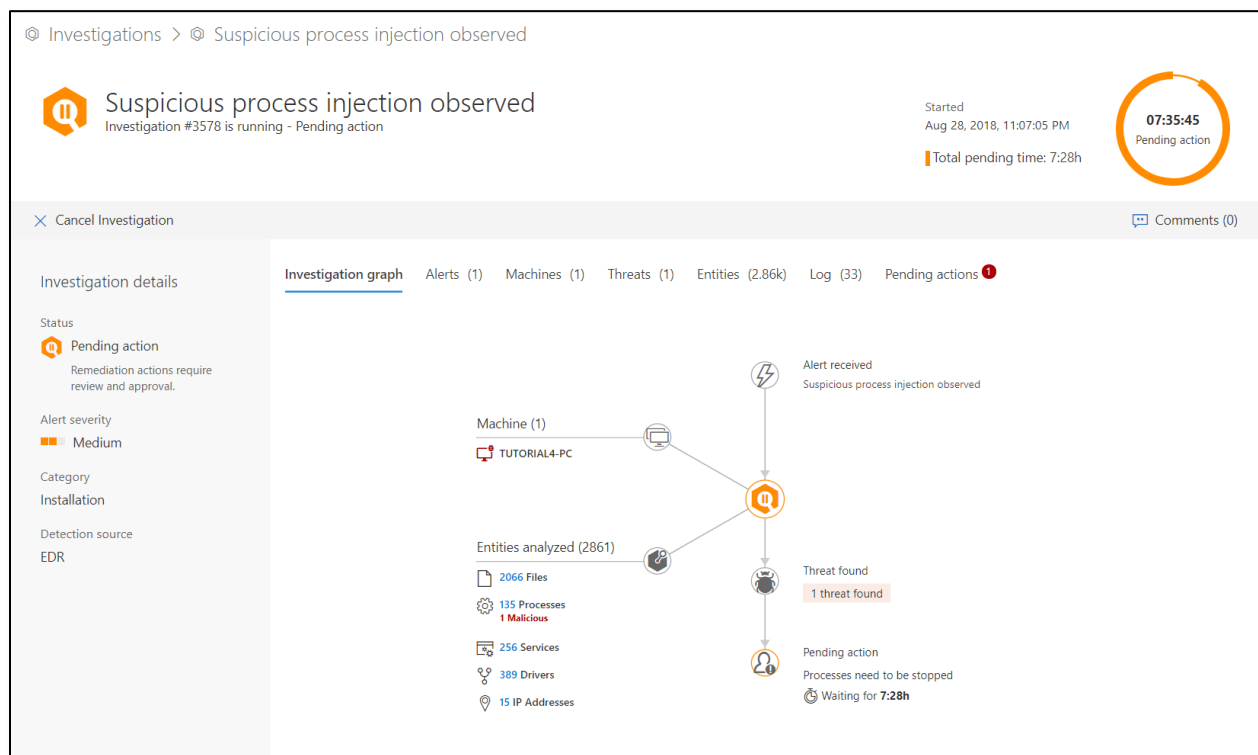 Investigations > Suspicious process injection observed
Suspicious process injection observed
Investigation #3578 is running - Pending action
Started
Aug 28, 2018, 11:07:05 PM
Total pending time: 7:28h
07:35:45
Pending action
Cancel Investigation
Comments (0)
Investigation details
Status
Pending action
Remediation actions require
review and approval.
Alert severity
Medium
Category
Installation
Detection source
EDR
Investigation graph Alerts (1) Machines (1) Threats (1) Entities (2.86k) Log (33) Pending actions 1
Alert received
Suspicious process injection observed
Machine (1)
TUTORIAL4-PC
Entities analyzed (2861)
2066 Files
135 Processes
1 Malicious
256 Services
389 Drivers
15 IP Addresses
Threat found
1 threat found
Pending action
Processes need to be stopped
Waiting for 7:28h